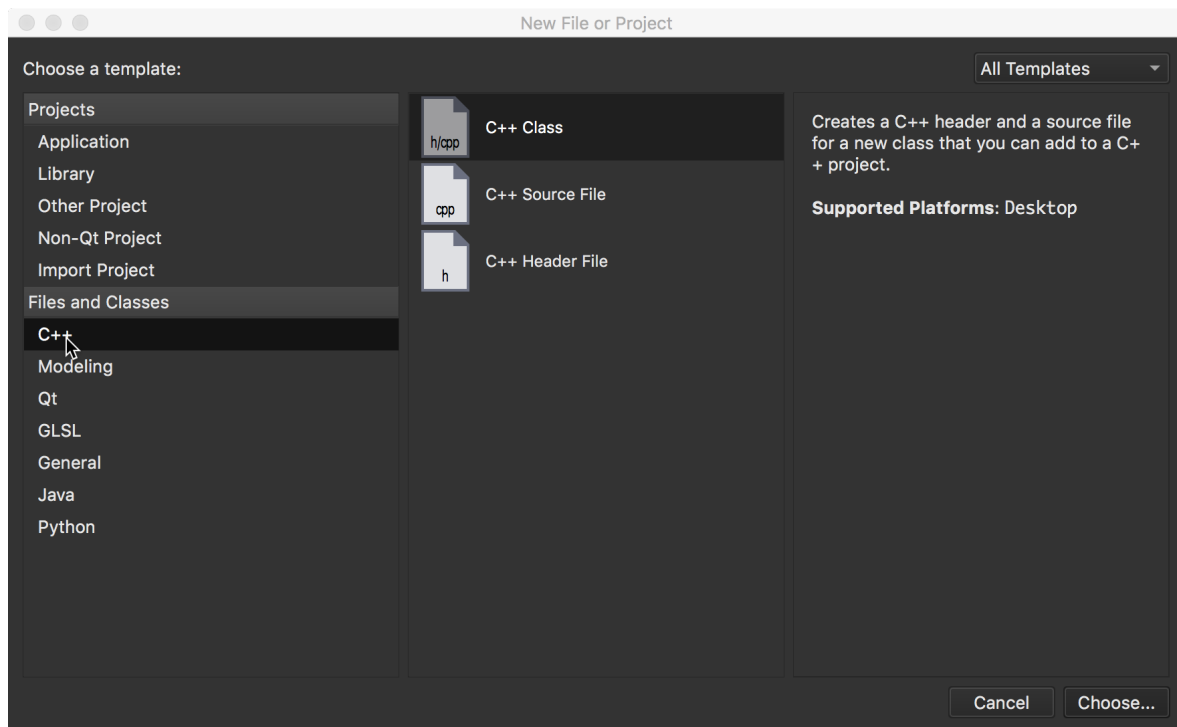 New File or Project
Choose a template:
All Templates
Projects
Application
Library
Other Project
Non-Qt Project
Import Project
Files and Classes
C++
Modeling
Qt
GLSL
General
Java
Python
h/cpp
C++ Class
cpp
C++ Source File
h
C++ Header File
Creates a C++ header and a source file
for a new class that you can add to a C+
+ project.
Supported Platforms: Desktop
Cancel
Choose...